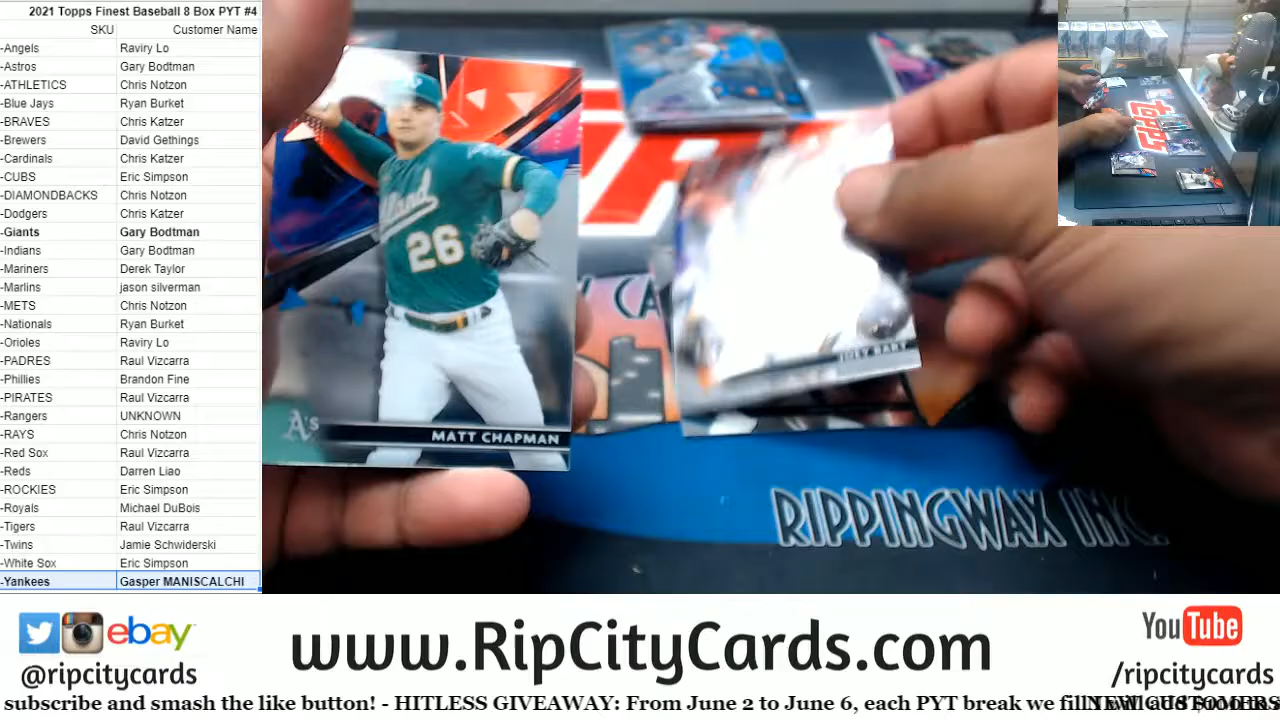 2021 Topps Finest Baseball 8 Box PYT #4
SKU Customer Name
-Angels Raviry Lo
-Astros Gary Bodtman
-ATHLETICS Chris Notzon
-Blue Jays Ryan Burket
-BRAVES Chris Katzer
-Brewers David Gethings
-Cardinals Chris Katzer
-CUBS Eric Simpson
-DIAMONDBACKS Chris Notzon
-Dodgers Chris Katzer
-Giants Gary Bodtman
-Indians Gary Bodtman
-Mariners Derek Taylor
-Marlins jason silverman
-METS Chris Notzon
-Nationals Ryan Burket
-Orioles Raviry Lo
-PADRES Raul Vizcarra
-Phillies Brandon Fine
-PIRATES Raul Vizcarra
-Rangers UNKNOWN
-RAYS Chris Notzon
-Red Sox Raul Vizcarra
-Reds Darren Liao
-ROCKIES Eric Simpson
-Royals Michael DuBois
-Tigers Raul Vizcarra
-Twins Jamie Schwiderski
-White Sox Eric Simpson
-Yankees Gasper MANISCALCHI
26
A's
MATT CHAPMAN
JOEY BART
RIPPINGWAX INC
TOPPS
ebay
@ripcitycards
www.RipCityCards.com
YouTube
/ripcitycards
subscribe and smash the like button! - HITLESS GIVEAWAY: From June 2 to June 6, each PYT break we fill